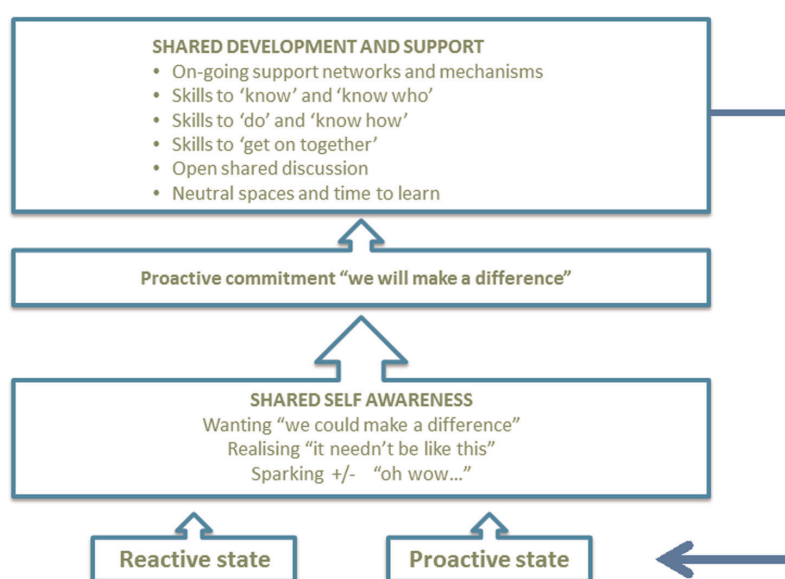 SHARED DEVELOPMENT AND SUPPORT
• On-going support networks and mechanisms
• Skills to ‘know’ and ‘know who’
• Skills to ‘do’ and ‘know how’
• Skills to ‘get on together’
• Open shared discussion
• Neutral spaces and time to learn
Proactive commitment “we will make a difference”
SHARED SELF AWARENESS
Wanting “we could make a difference”
Realising “it needn’t be like this”
Sparking +/- “oh wow…”
Reactive state
Proactive state